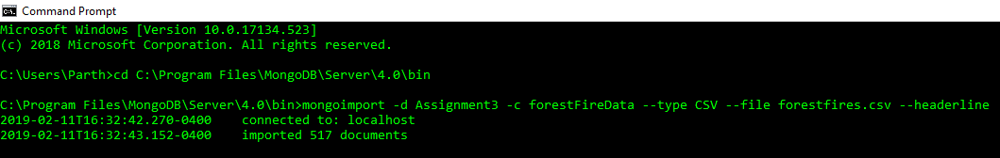 Command Prompt
Microsoft Windows [Version 10.0.17134.523]
(c) 2018 Microsoft Corporation. All rights reserved.
C:\Users\Parth>cd C:\Program Files\MongoDB\Server\4.0\bin
C:\Program Files\MongoDB\Server\4.0\bin>mongoimport -d Assignment3 -c forestFireData --type CSV --file forestfires.csv --headerline
2019-02-11T16:32:42.270-0400    connected to: localhost
2019-02-11T16:32:43.152-0400    imported 517 documents